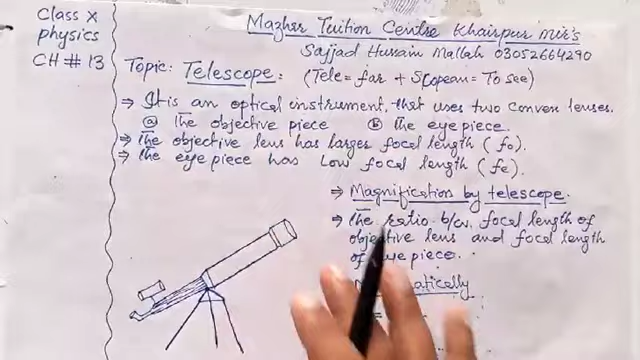 Class X
physics
CH # 13
Mazher Tuition Centre Khairpur mir's
Sajjad Hussain Mallah 03052664290
Topic: Telescope: (Tele = far + Scopean = To see)
→ It is an optical instrument, that uses two convex lenses.
ⓐ The objective piece ⓑ The eye piece.
→ The objective lens has larger focal length (fo).
→ The eye piece has Low focal length (fe).
⇒ Magnification by telescope.
⇒ The ratio b/w focal length of
objective lens and focal length
of eye piece.